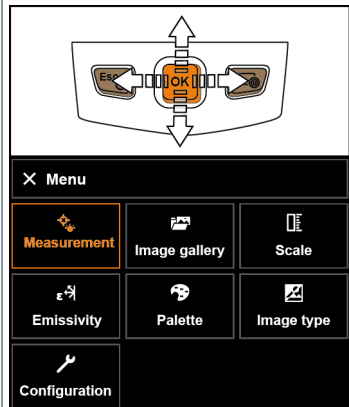 Esc
OK
× Menu
Measurement
Image gallery
Scale
ε
Emissivity
Palette
Image type
Configuration